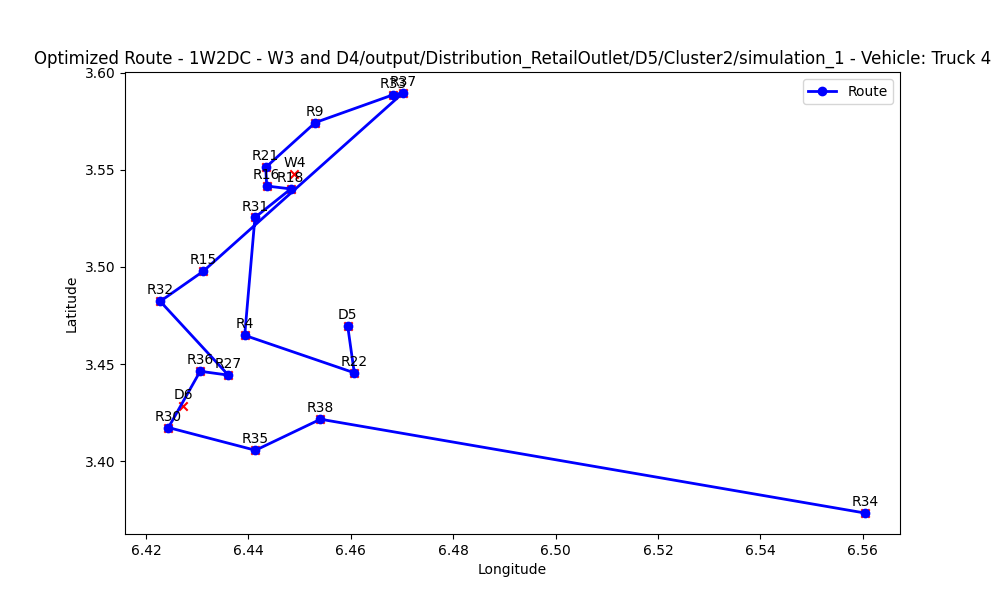 Optimized Route - 1W2DC - W3 and D4/output/Distribution_RetailOutlet/D5/Cluster2/simulation_1 - Vehicle: Truck 4
3.60
R33
R37
Route
R9
R21
3.55
W4
R16
R18
R31
3.50
R15
R32
Latitude
D5
R4
3.45
R36
R27
R22
D6
R30
R38
R35
3.40
R34
6.42
6.44
6.46
6.48
6.50
6.52
6.54
6.56
Longitude